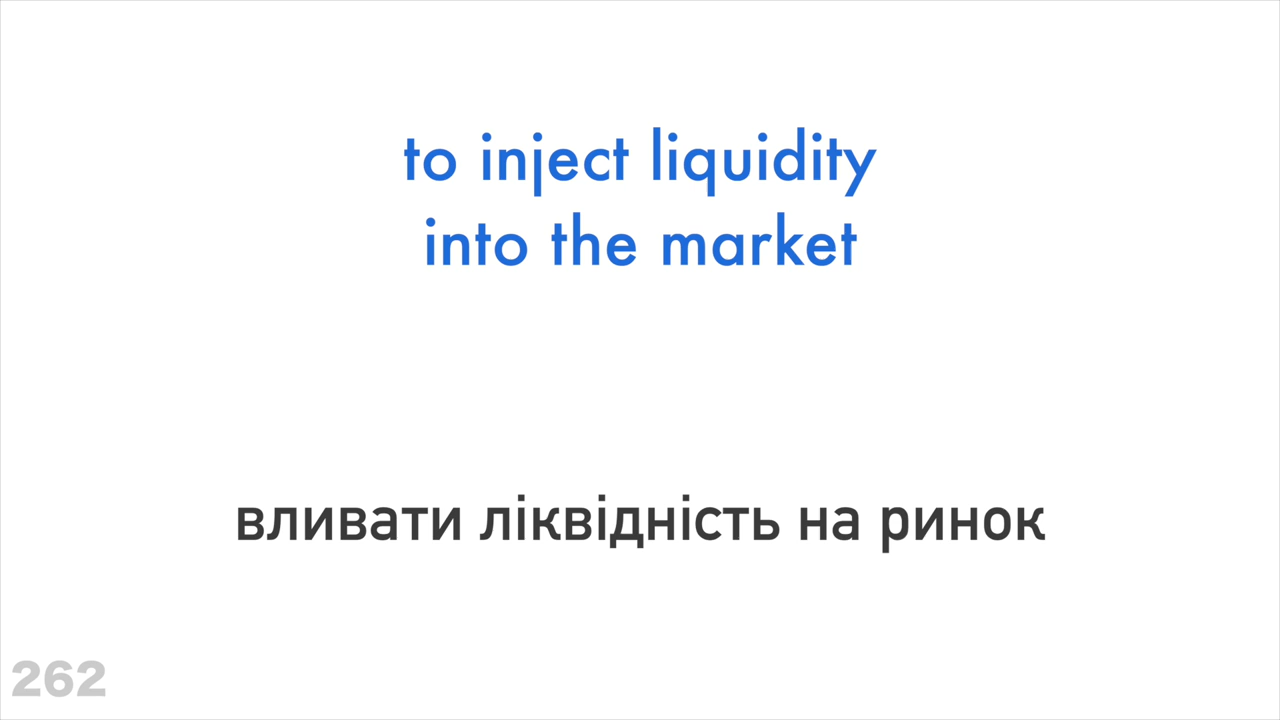 to inject liquidity
into the market
вливати ліквідність на ринок
262